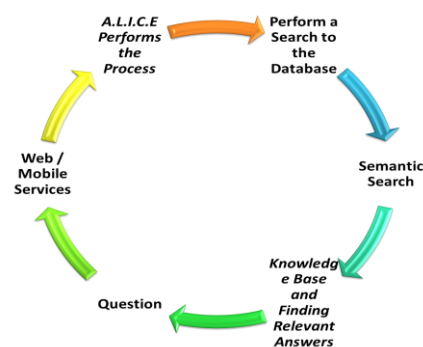 A.L.I.C.E
Performs
the
Process
Perform a
Search to
the
Database
Semantic
Search
Knowledg
e Base
and
Finding
Relevant
Answers
Question
Web /
Mobile
Services